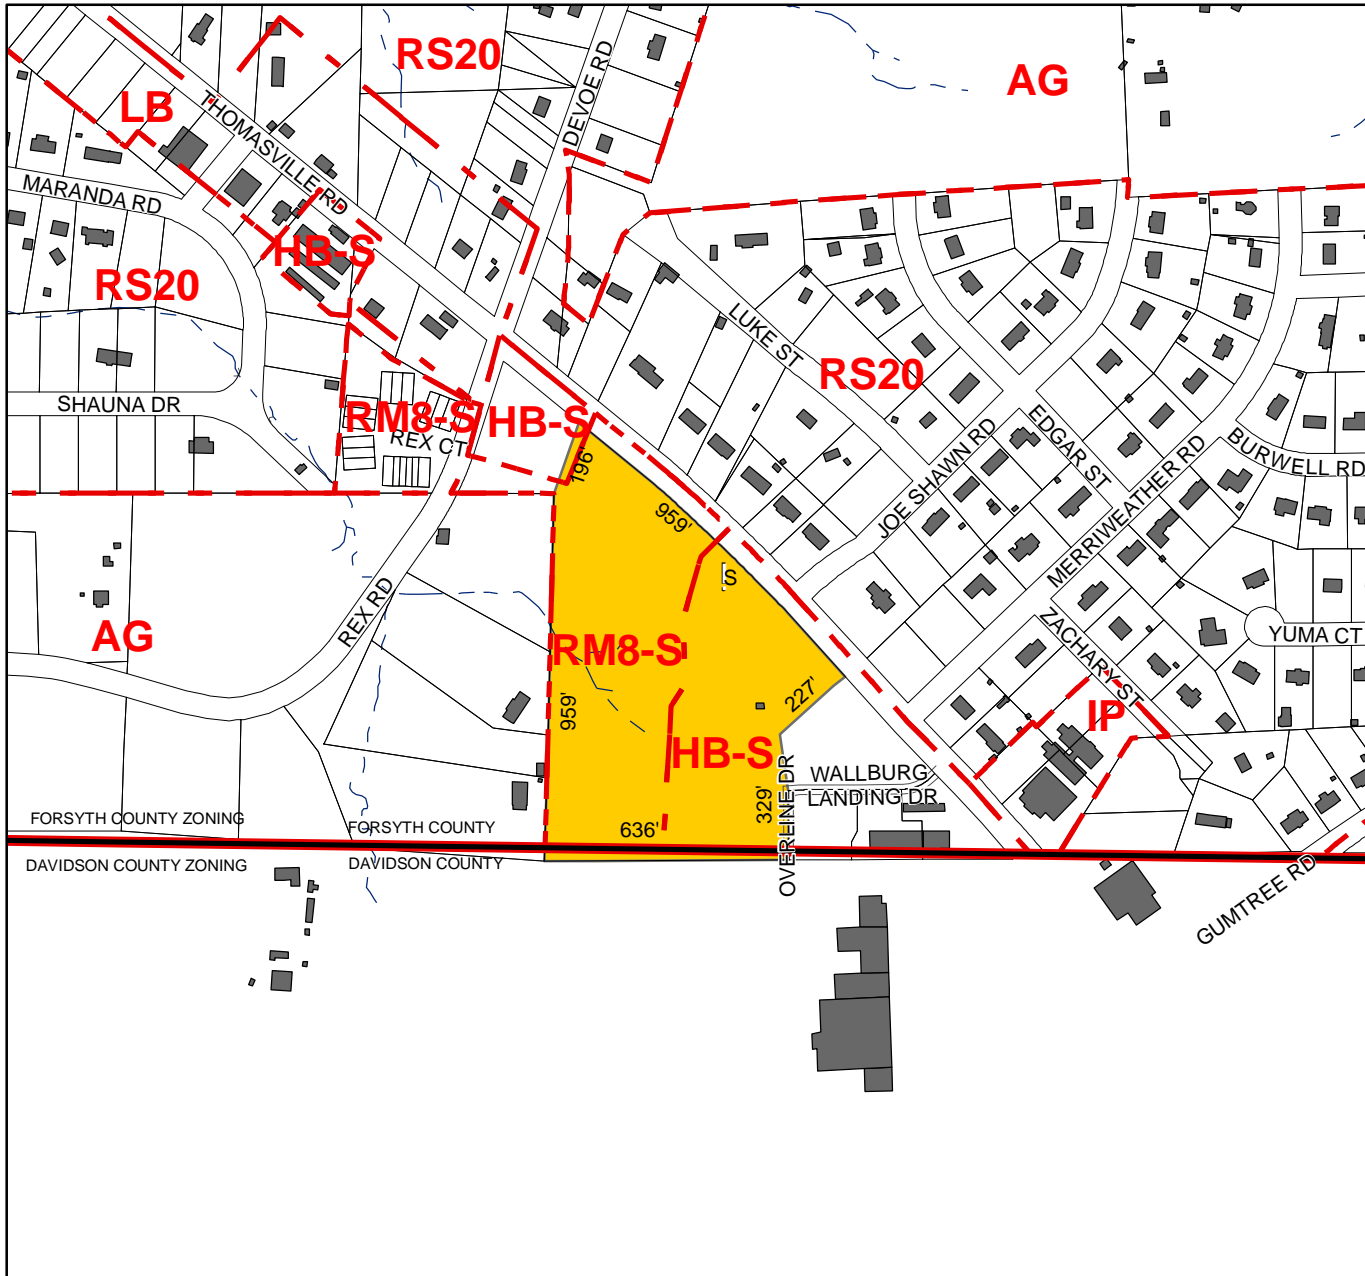 RS20
AG
LB
THOMASVILLE RD
DEVOE RD
MARANDA RD
HB-S
RS20
LUKE ST
RS20
SHAUNA DR
RM8-S
HB-S
REX CT
EDGAR ST
JOE SHAWN RD
MERRIWEATHER RD
BURWELL RD
196'
959'
S
REX RD
AG
RM8-S
ZACHARY ST
YUMA CT
227'
959'
IP
HB-S
OVERLINE DR
WALLBURG
LANDING DR
329'
636'
FORSYTH COUNTY ZONING
FORSYTH COUNTY
DAVIDSON COUNTY ZONING
DAVIDSON COUNTY
GUMTREE RD